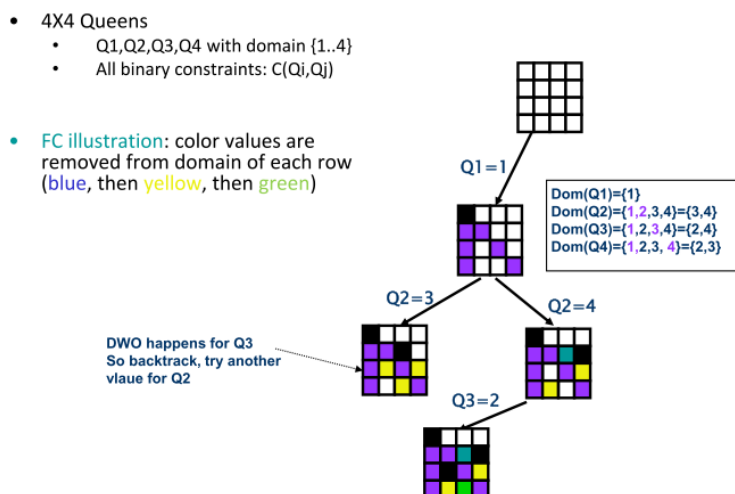 • 4X4 Queens
• Q1,Q2,Q3,Q4 with domain {1..4}
• All binary constraints: C(Qi,Qj)
• FC illustration: color values are
removed from domain of each row
(blue, then yellow, then green)
Q1=1
Dom(Q1)={1}
Dom(Q2)={1,2,3,4}={3,4}
Dom(Q3)={1,2,3,4}={2,4}
Dom(Q4)={1,2,3, 4}={2,3}
Q2=3
Q2=4
DWO happens for Q3
So backtrack, try another
vlaue for Q2
Q3=2